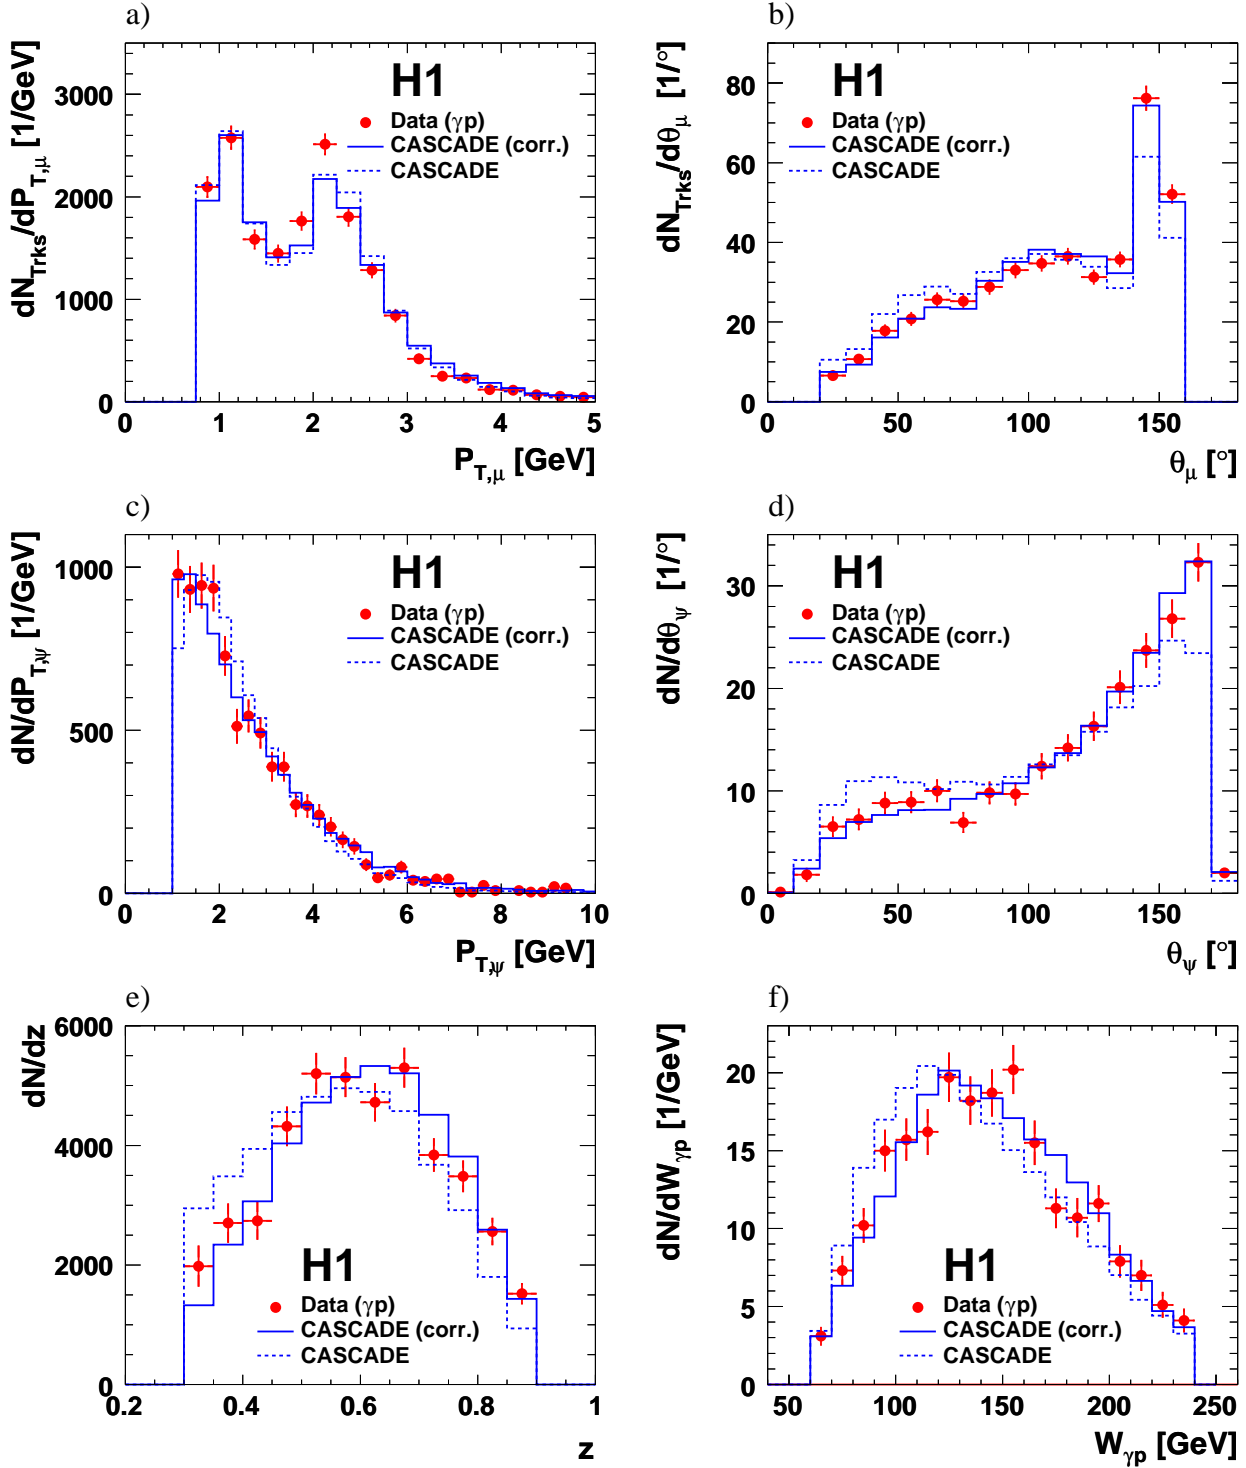 a)
dN_Trks/dP_T,μ [1/GeV]
3000
2000
1000
0
H1
Data (γp)
CASCADE (corr.)
CASCADE
0 1 2 3 4 5
P_T,μ [GeV]
b)
dN_Trks/dθ_μ [1/°]
80
60
40
20
0
H1
Data (γp)
CASCADE (corr.)
CASCADE
0 50 100 150
θ_μ [°]
c)
dN/dP_T,ψ [1/GeV]
1000
500
0
H1
Data (γp)
CASCADE (corr.)
CASCADE
0 2 4 6 8 10
P_T,ψ [GeV]
d)
dN/dθ_ψ [1/°]
30
20
10
0
H1
Data (γp)
CASCADE (corr.)
CASCADE
0 50 100 150
θ_ψ [°]
e)
dN/dz
6000
4000
2000
0
H1
Data (γp)
CASCADE (corr.)
CASCADE
0.2 0.4 0.6 0.8 1
z
f)
dN/dW_γp [1/GeV]
20
15
10
5
0
H1
Data (γp)
CASCADE (corr.)
CASCADE
50 100 150 200 250
W_γp [GeV]